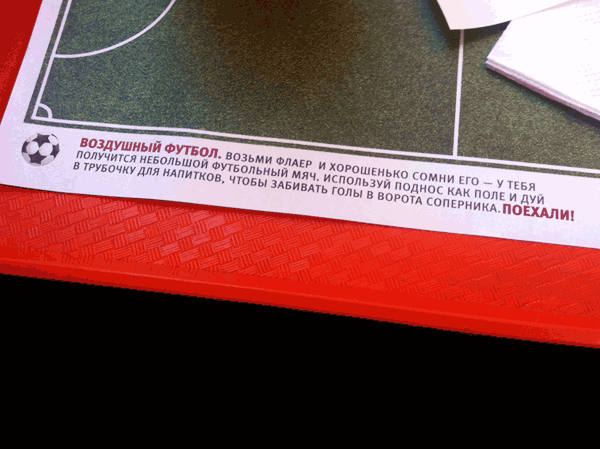 ВОЗДУШНЫЙ ФУТБОЛ. ВОЗЬМИ ФЛАЕР И ХОРОШЕНЬКО СОМНИ ЕГО — У ТЕБЯ
ПОЛУЧИТСЯ НЕБОЛЬШОЙ ФУТБОЛЬНЫЙ МЯЧ. ИСПОЛЬЗУЙ ПОДНОС КАК ПОЛЕ И ДУЙ
В ТРУБОЧКУ ДЛЯ НАПИТКОВ, ЧТОБЫ ЗАБИВАТЬ ГОЛЫ В ВОРОТА СОПЕРНИКА. ПОЕХАЛИ!